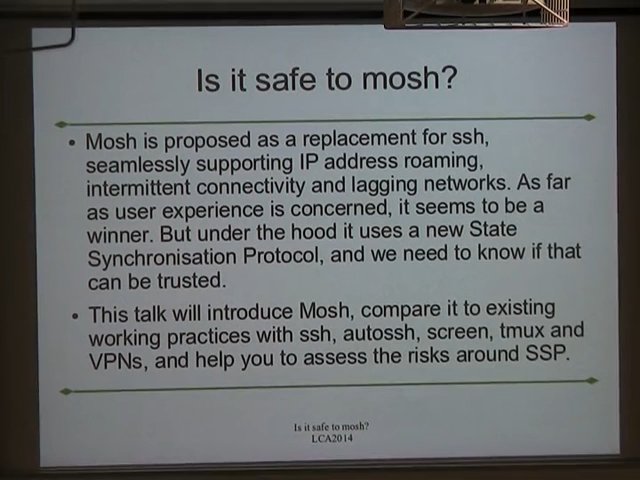 Is it safe to mosh?
• Mosh is proposed as a replacement for ssh,
seamlessly supporting IP address roaming,
intermittent connectivity and lagging networks. As far
as user experience is concerned, it seems to be a
winner. But under the hood it uses a new State
Synchronisation Protocol, and we need to know if that
can be trusted.
• This talk will introduce Mosh, compare it to existing
working practices with ssh, autossh, screen, tmux and
VPNs, and help you to assess the risks around SSP.
Is it safe to mosh?
LCA2014